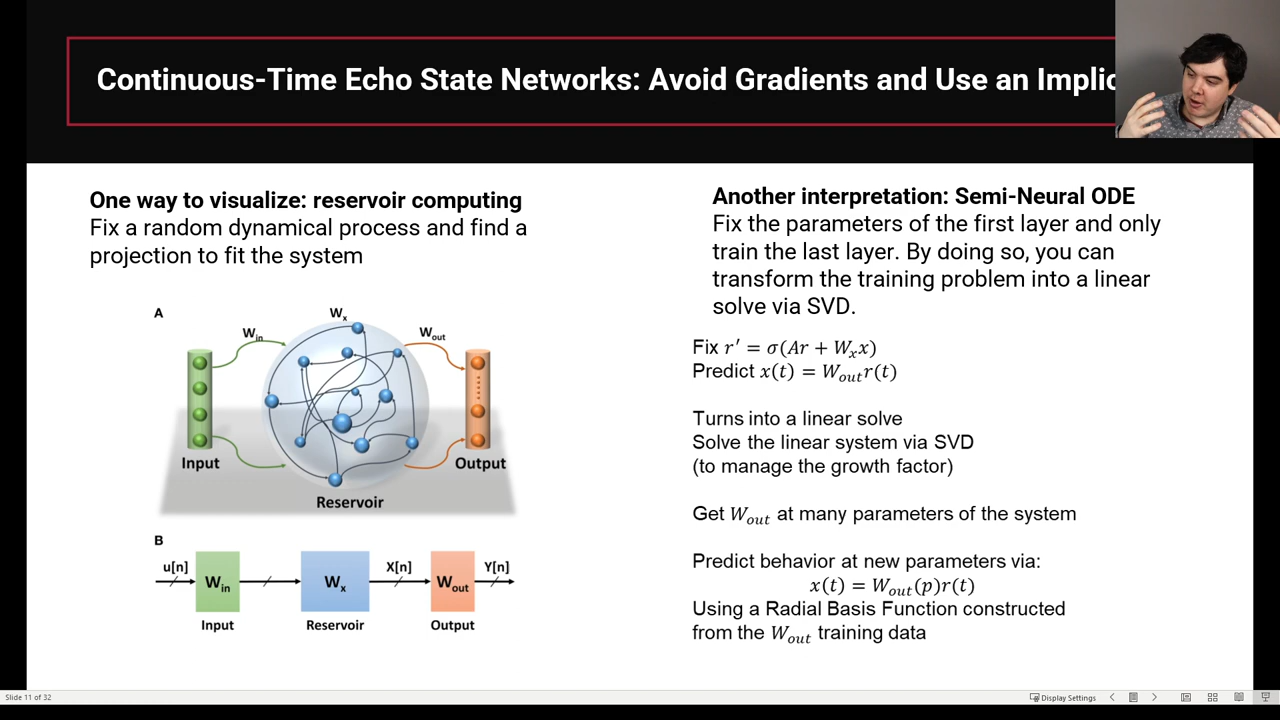 Continuous-Time Echo State Networks: Avoid Gradients and Use an Implic
One way to visualize: reservoir computing
Fix a random dynamical process and find a
projection to fit the system
A
W_in
W_x
W_out
Input
Reservoir
Output
B
u[n]
W_in
W_x
X[n]
W_out
Y[n]
Input
Reservoir
Output
Another interpretation: Semi-Neural ODE
Fix the parameters of the first layer and only
train the last layer. By doing so, you can
transform the training problem into a linear
solve via SVD.
Fix r′ = σ(Ar + W_x x)
Predict x(t) = W_out r(t)
Turns into a linear solve
Solve the linear system via SVD
(to manage the growth factor)
Get W_out at many parameters of the system
Predict behavior at new parameters via:
x(t) = W_out(p)r(t)
Using a Radial Basis Function constructed
from the W_out training data
Slide 11 of 32
Display Settings